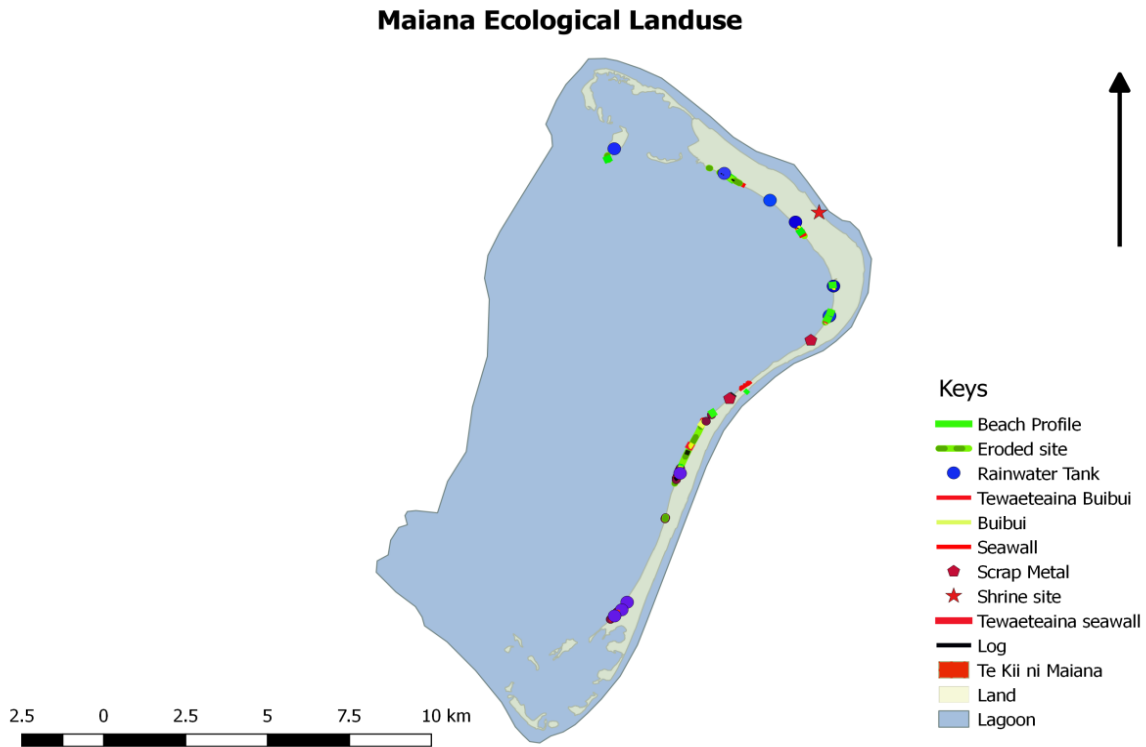 Maiana Ecological Landuse
Keys
Beach Profile
Eroded site
Rainwater Tank
Tewaeteaina Buibui
Buibui
Seawall
Scrap Metal
Shrine site
Tewaeteaina seawall
Log
Te Kii ni Maiana
Land
Lagoon
2.5 0 2.5 5 7.5 10 km